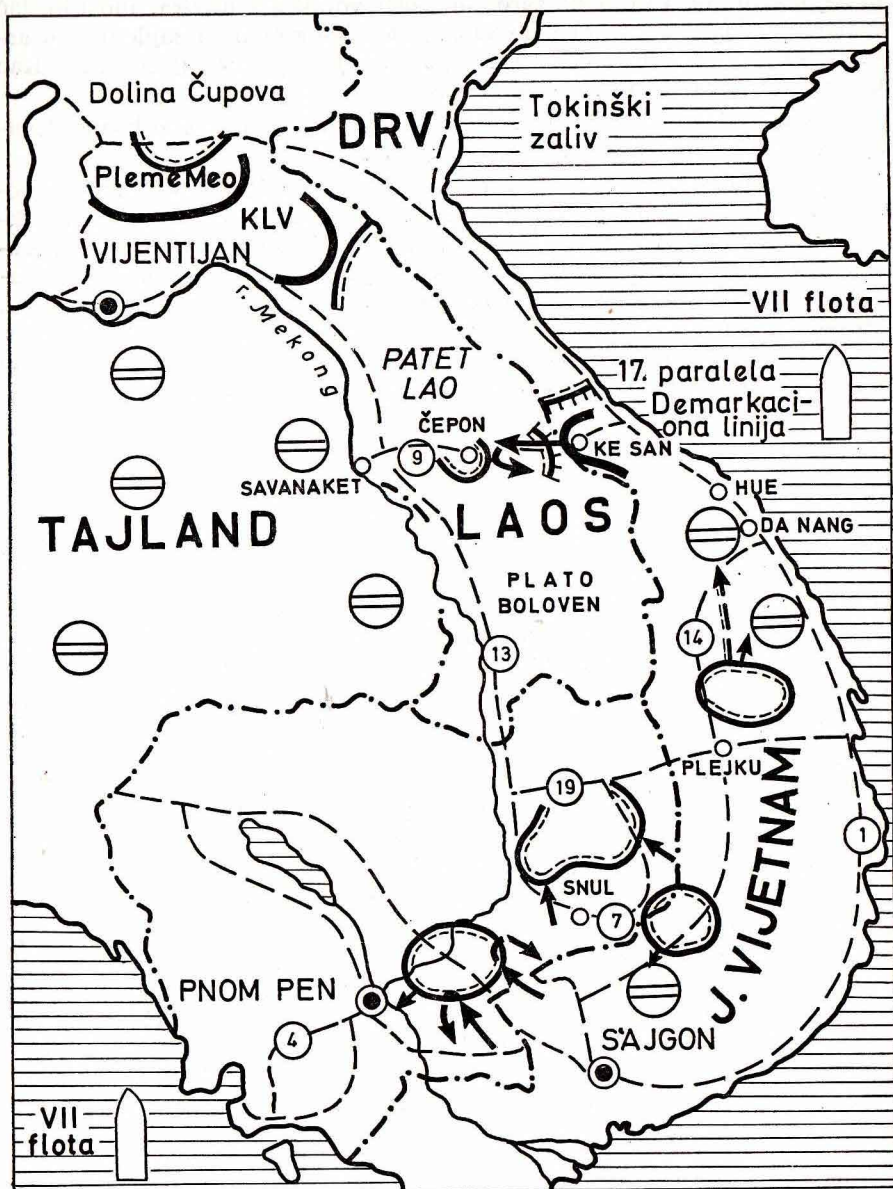 Dolina Čupova
DRV
Tokinški
zaliv
Pleme Meo
KLV
VIJENTIJAN
r. Mekong
VII flota
PATET
LAO
17. paralela
Demarkaci-
ona linija
ČEPON
9
KE SAN
SAVANAKET
HUE
DA NANG
TAJLAND
LAOS
PLATO
BOLOVEN
13
14
PLEJKU
19
J. VIJETNAM
1
SNUL
7
PNOM PEN
4
SAJGON
VII
flota